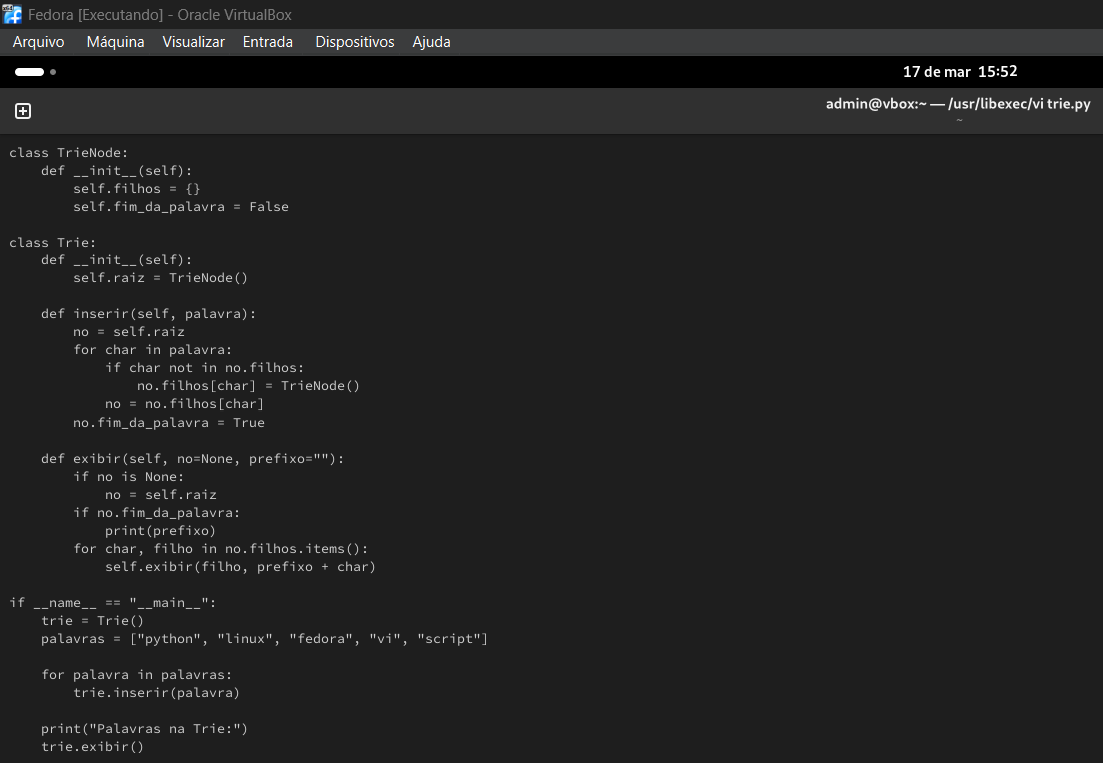 Fedora [Executando] - Oracle VirtualBox
Arquivo Máquina Visualizar Entrada Dispositivos Ajuda
17 de mar 15:52
admin@vbox:~ — /usr/libexec/vi trie.py
~
class TrieNode:
    def __init__(self):
        self.filhos = {}
        self.fim_da_palavra = False

class Trie:
    def __init__(self):
        self.raiz = TrieNode()

    def inserir(self, palavra):
        no = self.raiz
        for char in palavra:
            if char not in no.filhos:
                no.filhos[char] = TrieNode()
            no = no.filhos[char]
        no.fim_da_palavra = True

    def exibir(self, no=None, prefixo=""):
        if no is None:
            no = self.raiz
        if no.fim_da_palavra:
            print(prefixo)
        for char, filho in no.filhos.items():
            self.exibir(filho, prefixo + char)

if __name__ == "__main__":
    trie = Trie()
    palavras = ["python", "linux", "fedora", "vi", "script"]

    for palavra in palavras:
        trie.inserir(palavra)

    print("Palavras na Trie:")
    trie.exibir()